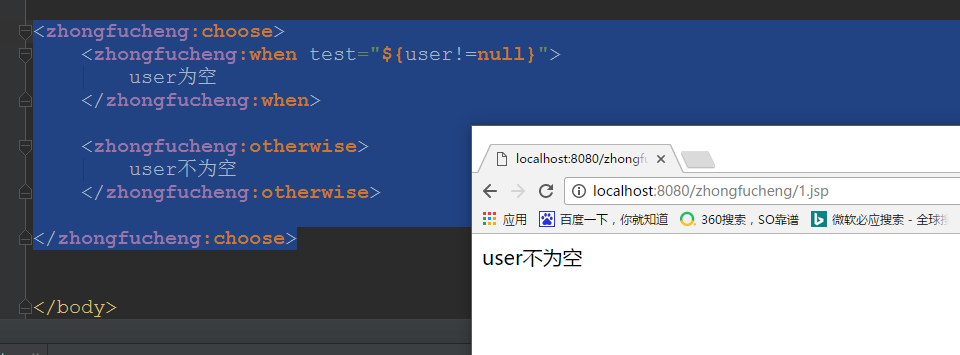 <zhongfucheng:choose>
<zhongfucheng:when test="${user!=null}">
user为空
</zhongfucheng:when>
<zhongfucheng:otherwise>
user不为空
</zhongfucheng:otherwise>
</zhongfucheng:choose>
</body>
localhost:8080/zhongfu
localhost:8080/zhongfucheng/1.jsp
应用 百度一下，你就知道 360搜索，SO靠谱 微软必应搜索 - 全球搜
user不为空